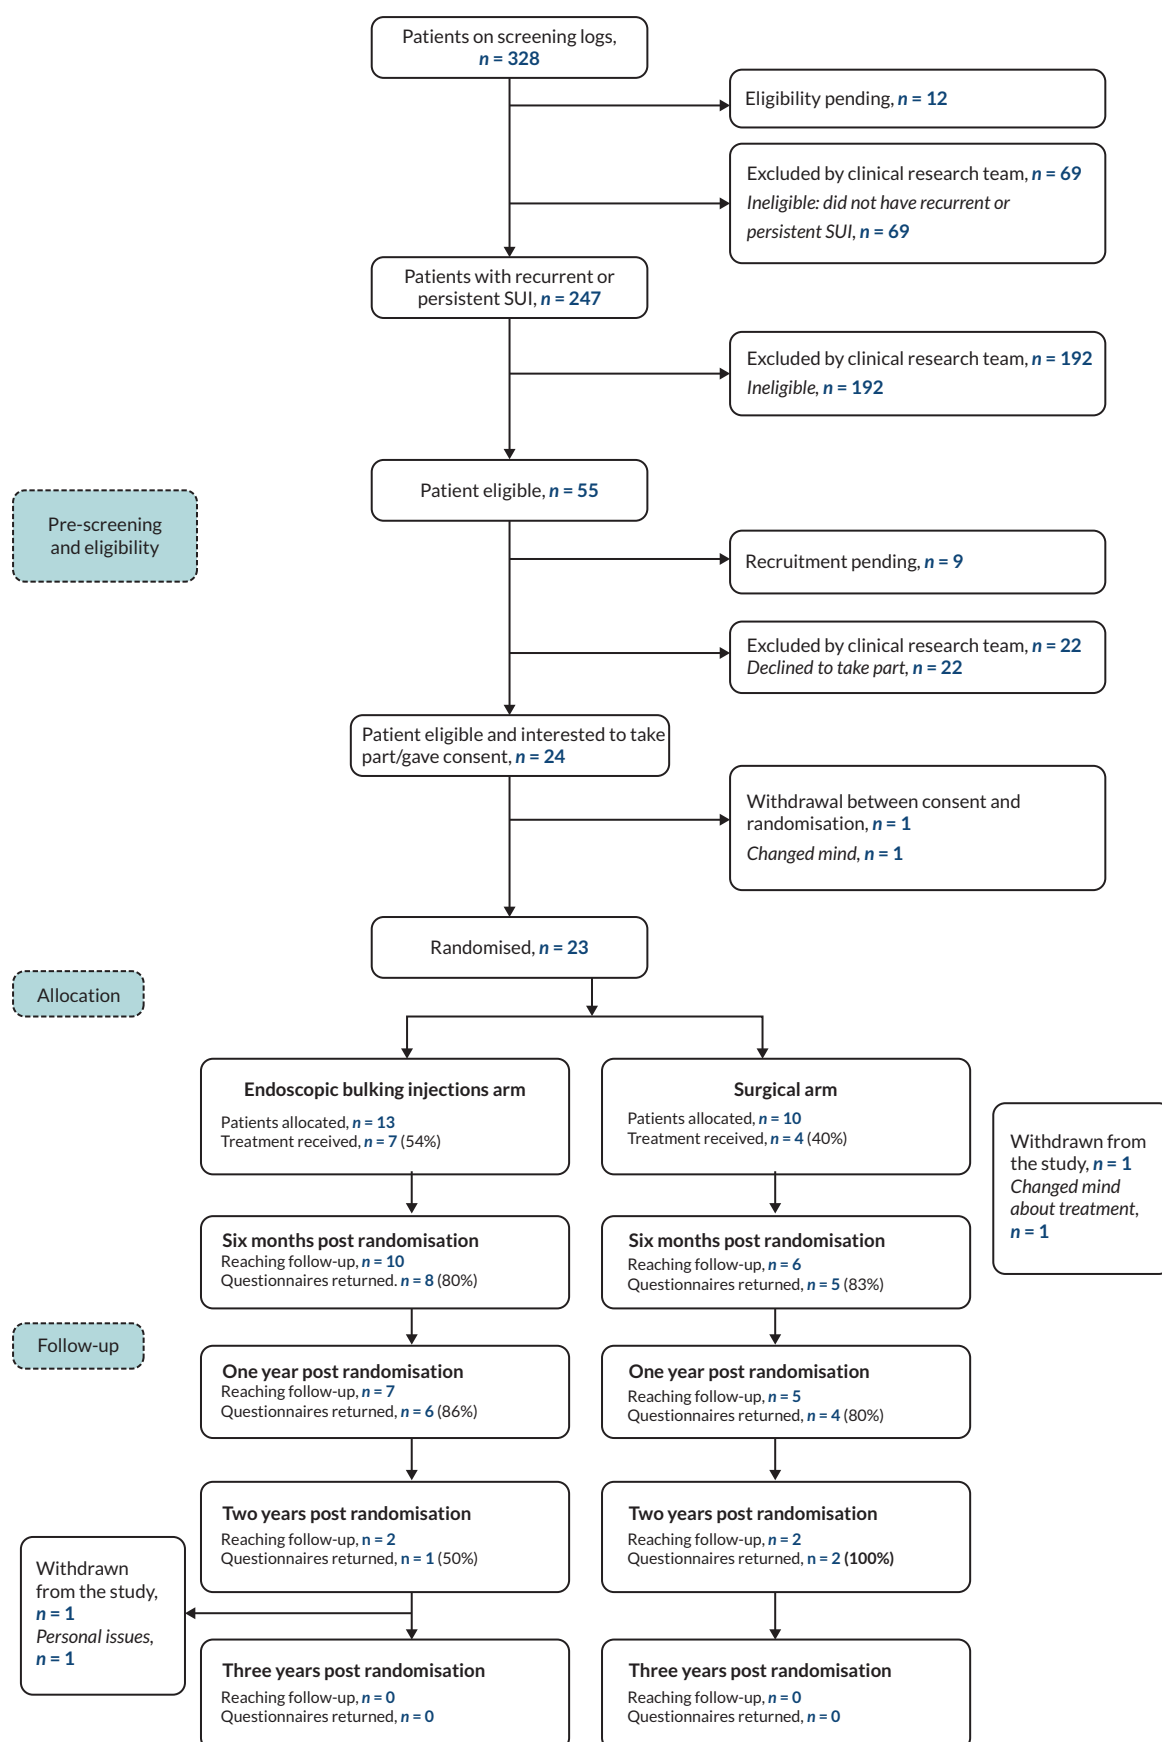 Patients on screening logs,
n = 328
Eligibility pending, n = 12
Excluded by clinical research team, n = 69
Ineligible: did not have recurrent or
persistent SUI, n = 69
Patients with recurrent or
persistent SUI, n = 247
Excluded by clinical research team, n = 192
Ineligible, n = 192
Patient eligible, n = 55
Pre-screening
and eligibility
Recruitment pending, n = 9
Excluded by clinical research team, n = 22
Declined to take part, n = 22
Patient eligible and interested to take
part/gave consent, n = 24
Withdrawal between consent and
randomisation, n = 1
Changed mind, n = 1
Randomised, n = 23
Allocation
Endoscopic bulking injections arm
Patients allocated, n = 13
Treatment received, n = 7 (54%)
Surgical arm
Patients allocated, n = 10
Treatment received, n = 4 (40%)
Withdrawn from
the study, n = 1
Changed mind
about treatment,
n = 1
Six months post randomisation
Reaching follow-up, n = 10
Questionnaires returned. n = 8 (80%)
Six months post randomisation
Reaching follow-up, n = 6
Questionnaires returned, n = 5 (83%)
Follow-up
One year post randomisation
Reaching follow-up, n = 7
Questionnaires returned, n = 6 (86%)
One year post randomisation
Reaching follow-up, n = 5
Questionnaires returned, n = 4 (80%)
Two years post randomisation
Reaching follow-up, n = 2
Questionnaires returned, n = 1 (50%)
Two years post randomisation
Reaching follow-up, n = 2
Questionnaires returned, n = 2 (100%)
Withdrawn
from the study,
n = 1
Personal issues,
n = 1
Three years post randomisation
Reaching follow-up, n = 0
Questionnaires returned, n = 0
Three years post randomisation
Reaching follow-up, n = 0
Questionnaires returned, n = 0